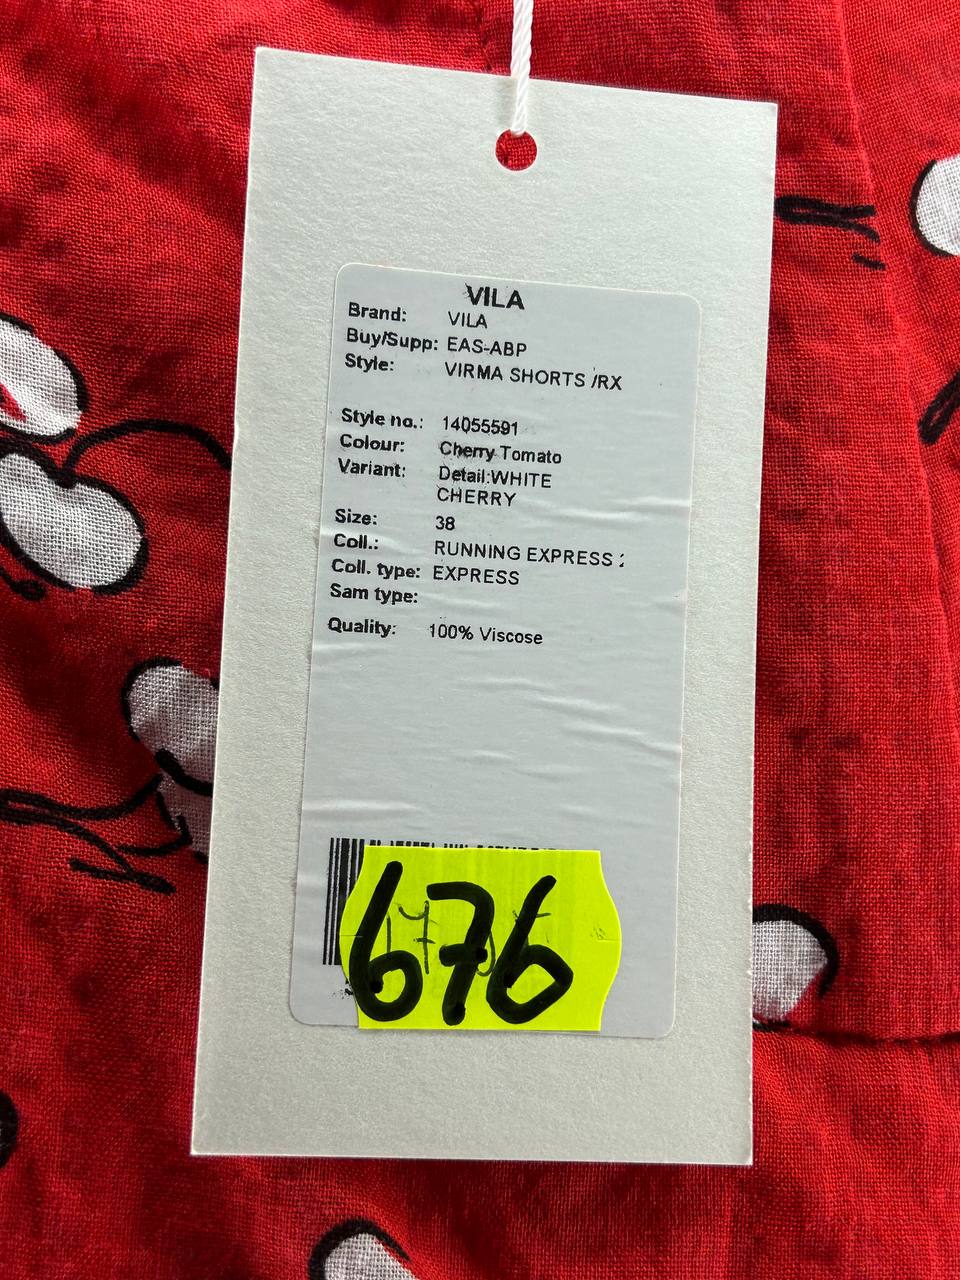 VILA
Brand: VILA
Buy/Supp: EAS-ABP
Style: VIRMA SHORTS /RX
Style no.: 14055591
Colour: Cherry Tomato
Variant: Detail:WHITE
CHERRY
Size: 38
Coll.: RUNNING EXPRESS
Coll. type: EXPRESS
Sam type:
Quality: 100% Viscose
676